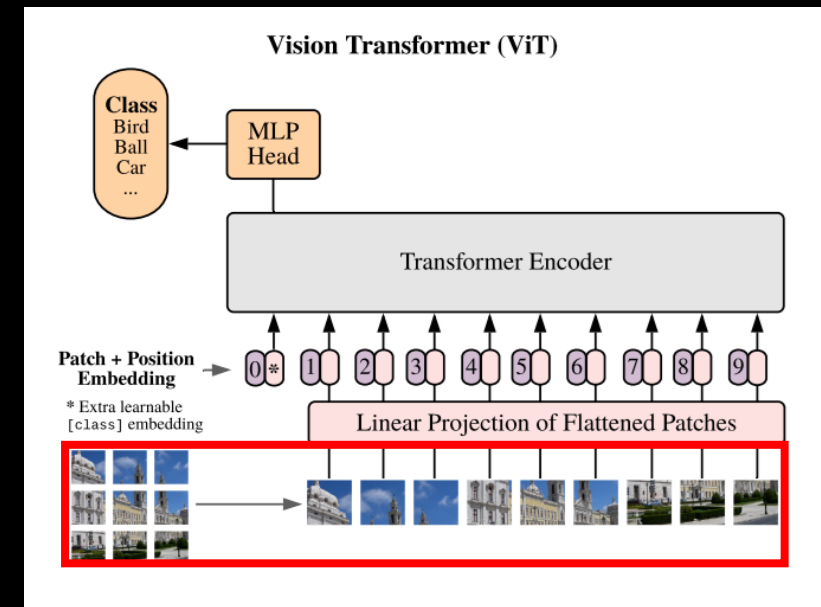 Vision Transformer (ViT)
Class
Bird
Ball
Car
...
MLP
Head
Transformer Encoder
Patch + Position
Embedding
* Extra learnable
[class] embedding
0 * 1 2 3 4 5 6 7 8 9
Linear Projection of Flattened Patches